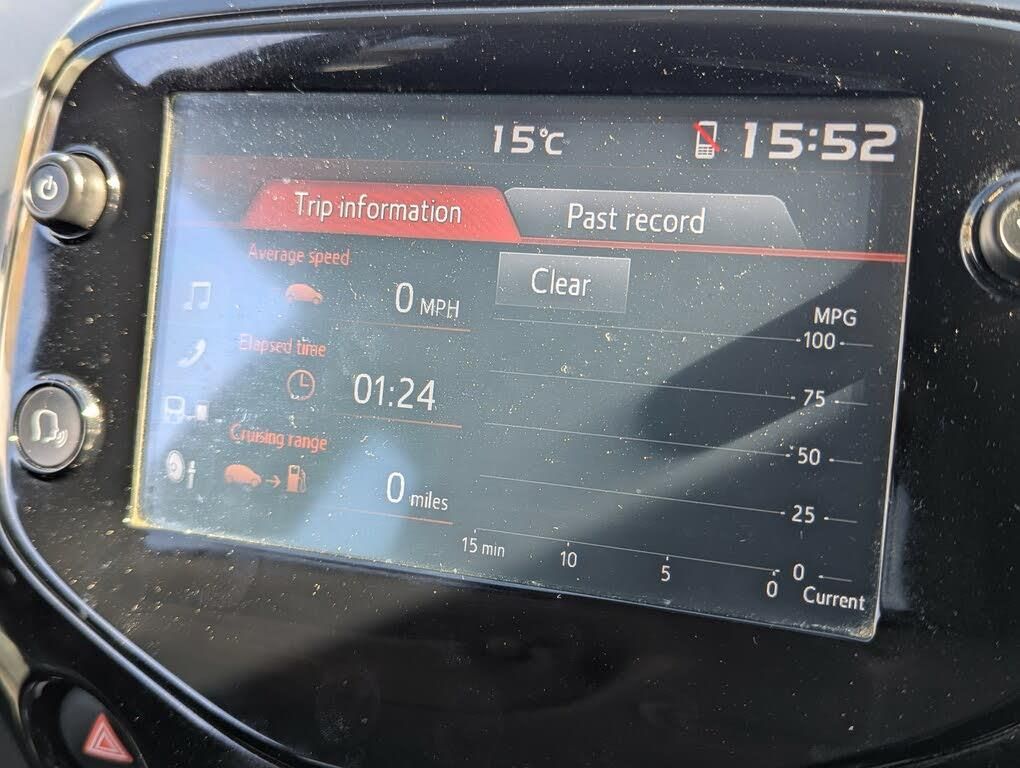 15°C 15:52
Trip information Past record
Average speed Clear
0 MPH
MPG
100
Elapsed time
01:24
75
50
Cruising range
0 miles
25
15 min 10 5 0 0
Current